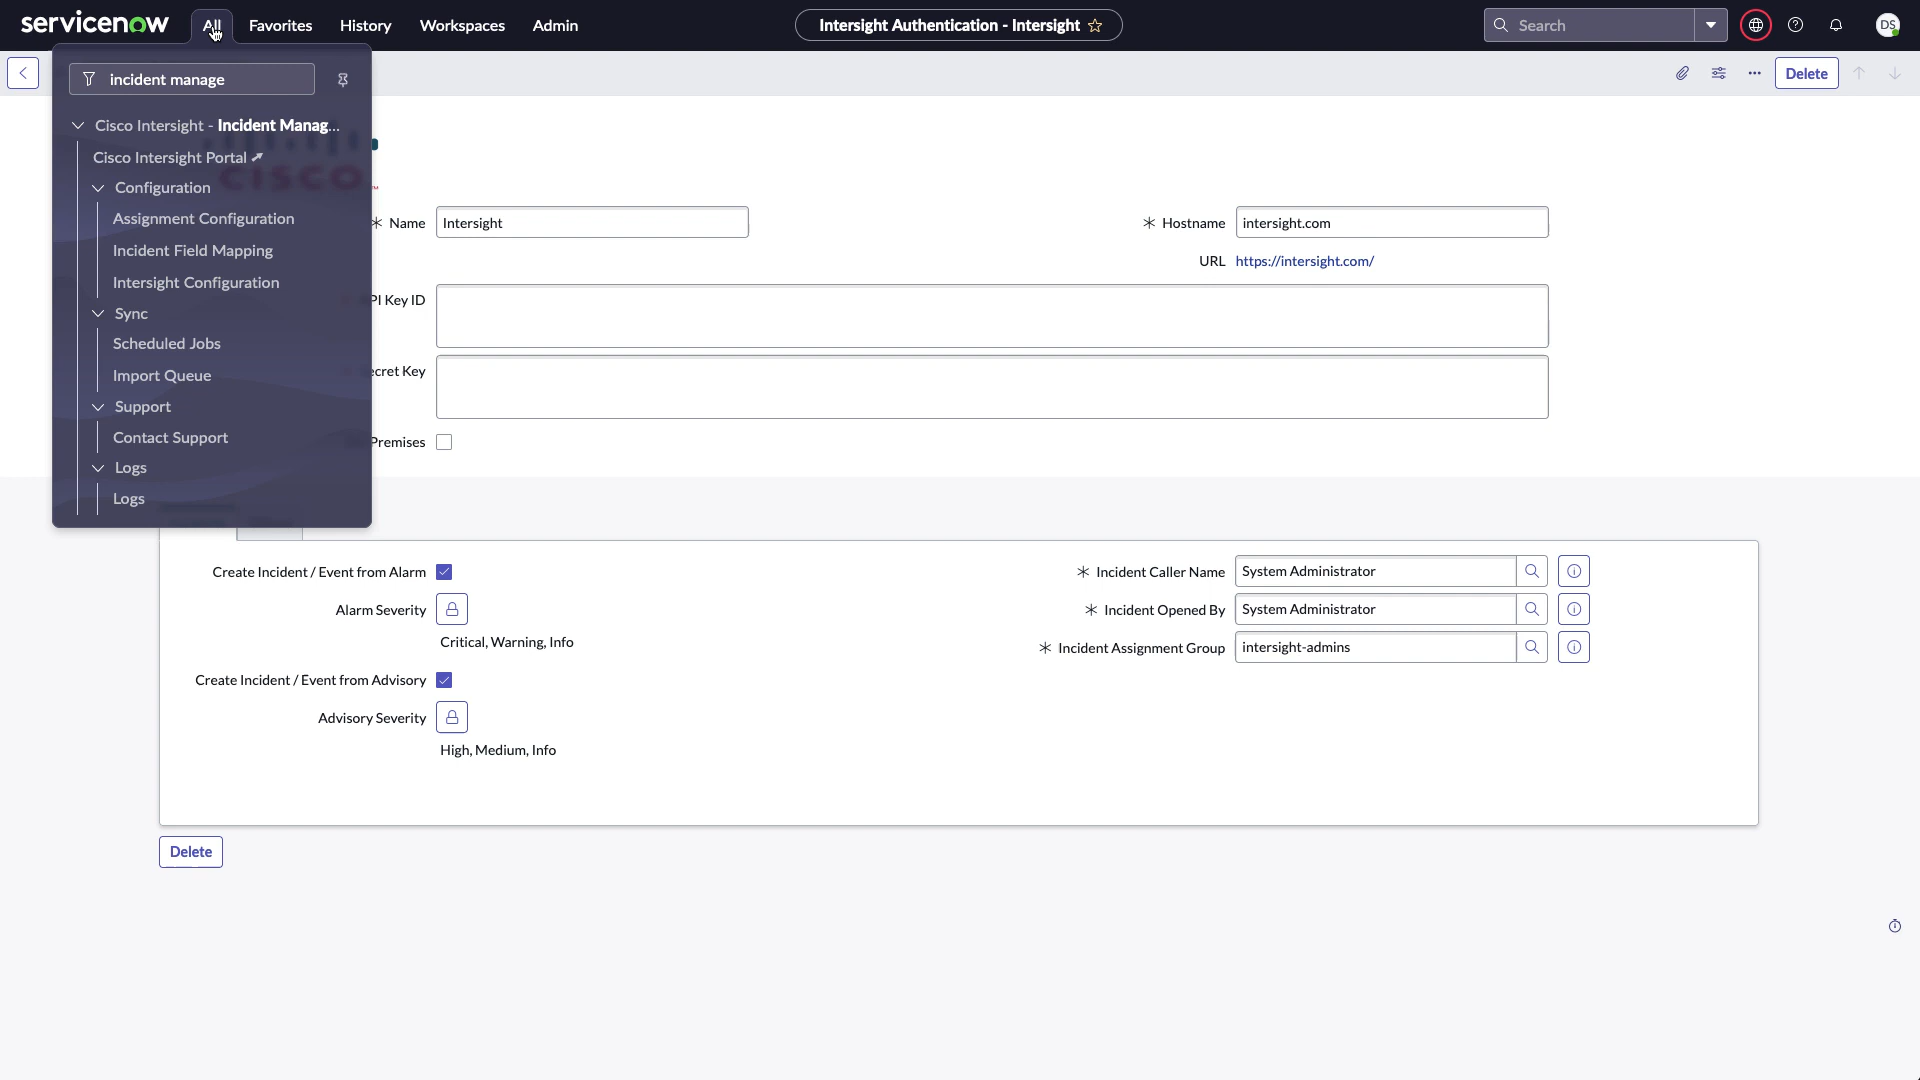 servicenow
All
Favorites
History
Workspaces
Admin
Intersight Authentication - Intersight
Search
DS
incident manage
Delete
Cisco Intersight - Incident Manag...
Cisco Intersight Portal
Configuration
Assignment Configuration
Incident Field Mapping
Intersight Configuration
Sync
Scheduled Jobs
Import Queue
Support
Contact Support
Logs
Logs
CISCO
Name
Intersight
Hostname
intersight.com
URL
https://intersight.com/
PI Key ID
ecret Key
Premises
Create Incident / Event from Alarm
Incident Caller Name
System Administrator
Alarm Severity
Incident Opened By
System Administrator
Critical, Warning, Info
Incident Assignment Group
intersight-admins
Create Incident / Event from Advisory
Advisory Severity
High, Medium, Info
Delete